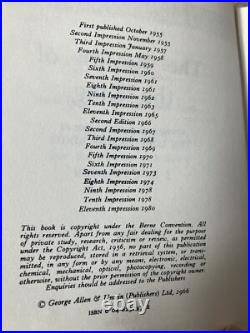 First published October 1955
Second Impression November 1955
Third Impression January 1957
Fourth Impression May 1958
Fifth Impression 1959
Sixth Impression 1960
Seventh Impression 1961
Eighth Impression 1961
Ninth Impression 1962
Tenth Impression 1963
Eleventh Impression 1965
Second Edition 1966
Second Impression 1967
Third Impression 1968
Fourth Impression 1969
Fifth Impression 1970
Sixth Impression 1971
Seventh Impression 1973
Eighth Impression 1974
Ninth Impression 1978
Tenth Impression 1978
Eleventh Impression 1980
This book is copyright under the Berne Convention. All
rights reserved. Apart from any fair dealing for the purpose
of private study, research, criticism or review, as permitted
under the Copyright Act, 1956, no part of this publication
may be reproduced, stored in a retrieval system, or trans-
mitted, in any form or by any means, electronic, electrical,
chemical, mechanical, optical, photocopying, recording or
otherwise, without the prior permission of the copyright owner.
Enquiries should be addressed to the Publishers
© George Allen & Unwin (Publishers) Ltd, 1966
ISBN 0 04